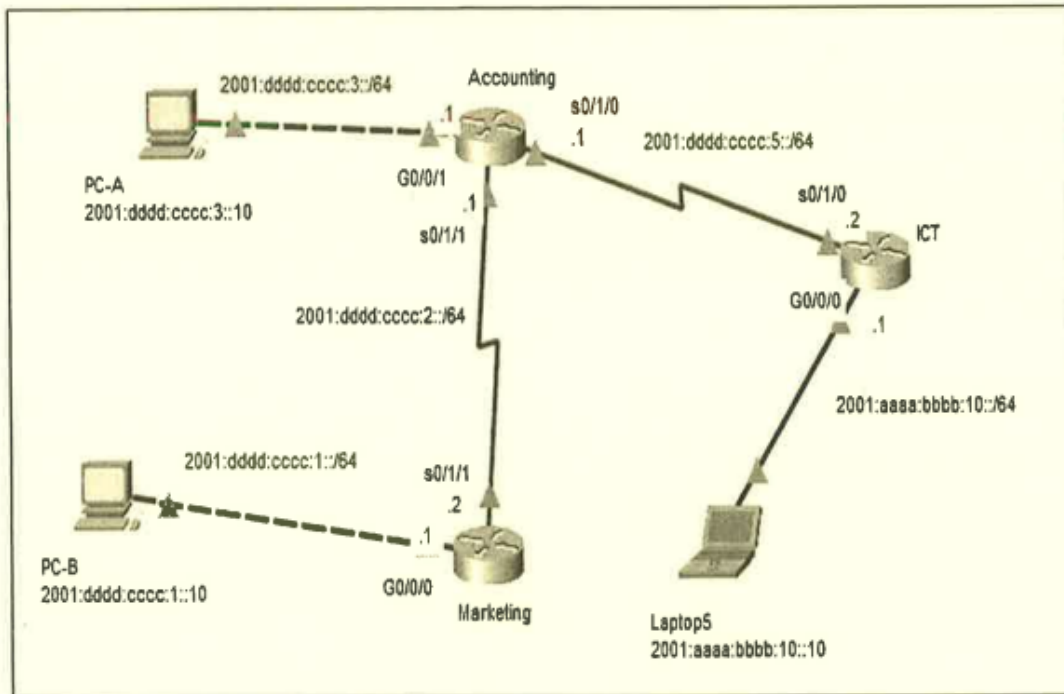 Accounting
2001:dddd:cccc:3::/64
.1
s0/1/0
.1
2001:dddd:cccc:5::/64
G0/0/1
PC-A
2001:dddd:cccc:3::10
.1
s0/1/1
s0/1/0
.2
ICT
G0/0/0
.1
2001:dddd:cccc:2::/64
2001:aaaa:bbbb:10::/64
2001:dddd:cccc:1::/64
s0/1/1
.2
.1
PC-B
2001:dddd:cccc:1::10
G0/0/0
Marketing
Laptop5
2001:aaaa:bbbb:10::10